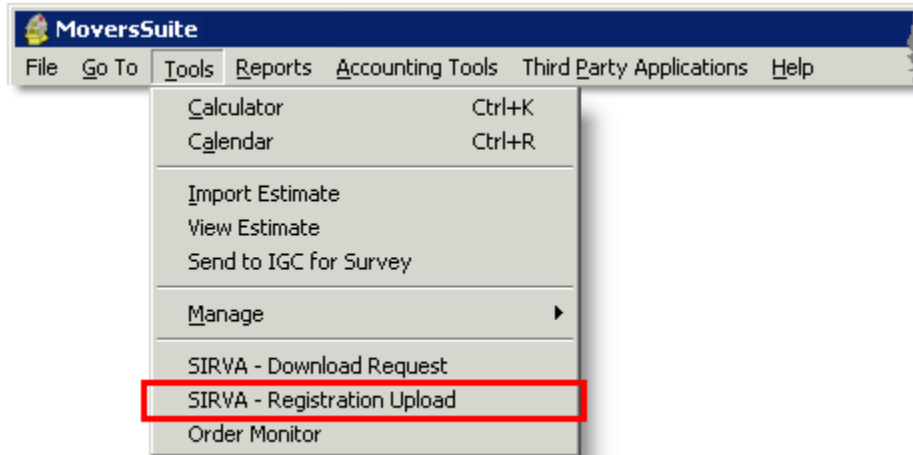 MoversSuite
File Go To Tools Reports Accounting Tools Third Party Applications Help
Calculator Ctrl+K
Calendar Ctrl+R
Import Estimate
View Estimate
Send to IGC for Survey
Manage
SIRVA - Download Request
SIRVA - Registration Upload
Order Monitor